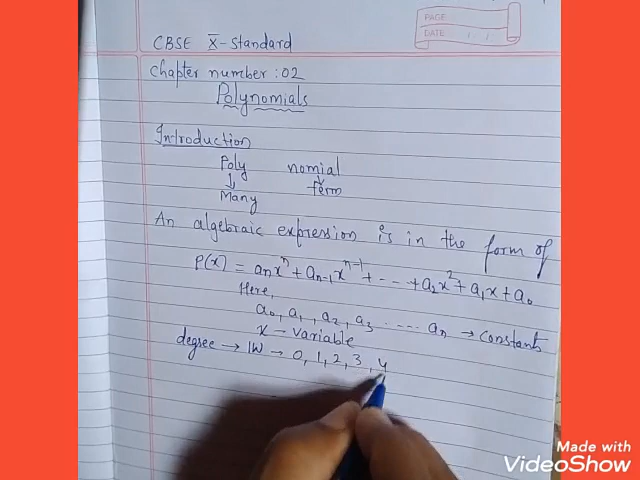 PAGE
DATE
CBSE X-standard
Chapter number : 02
Polynomials
Introduction
Poly nomial
↓ ↓
Many term
An algebraic expression is in the form of
P(x) = aₙxⁿ + aₙ₋₁xⁿ⁻¹ + ---- + a₂x² + a₁x + a₀
Here,
a₀, a₁, a₂, a₃ ..... aₙ → constants
x - variable
degree → IW → 0, 1, 2, 3, 4
Made with
VideoShow